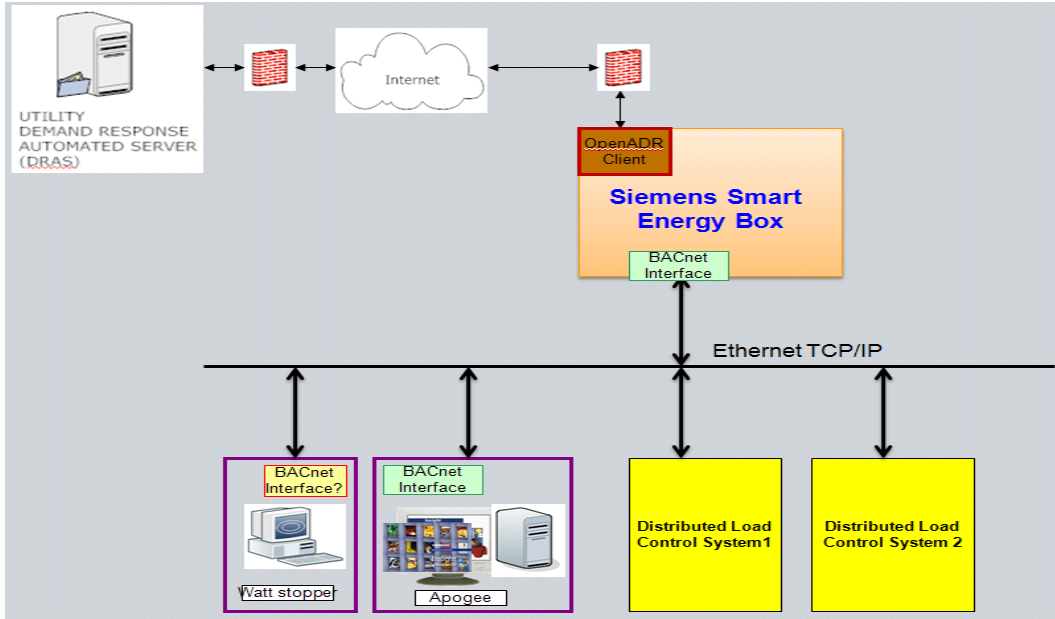 UTILITY
DEMAND RESPONSE
AUTOMATED SERVER
(DRAS)
Internet
OpenADR
Client
Siemens Smart
Energy Box
BACnet
Interface
Ethernet TCP/IP
BACnet
Interface?
Watt stopper
BACnet
Interface
Apogee
Distributed Load
Control System1
Distributed Load
Control System 2